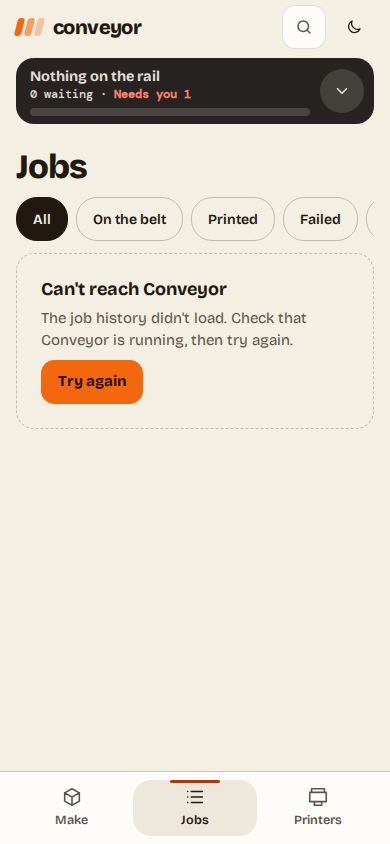 conveyor
Nothing on the rail
0 waiting · Needs you 1
Jobs
All
On the belt
Printed
Failed
Can't reach Conveyor
The job history didn't load. Check that
Conveyor is running, then try again.
Try again
Make
Jobs
Printers